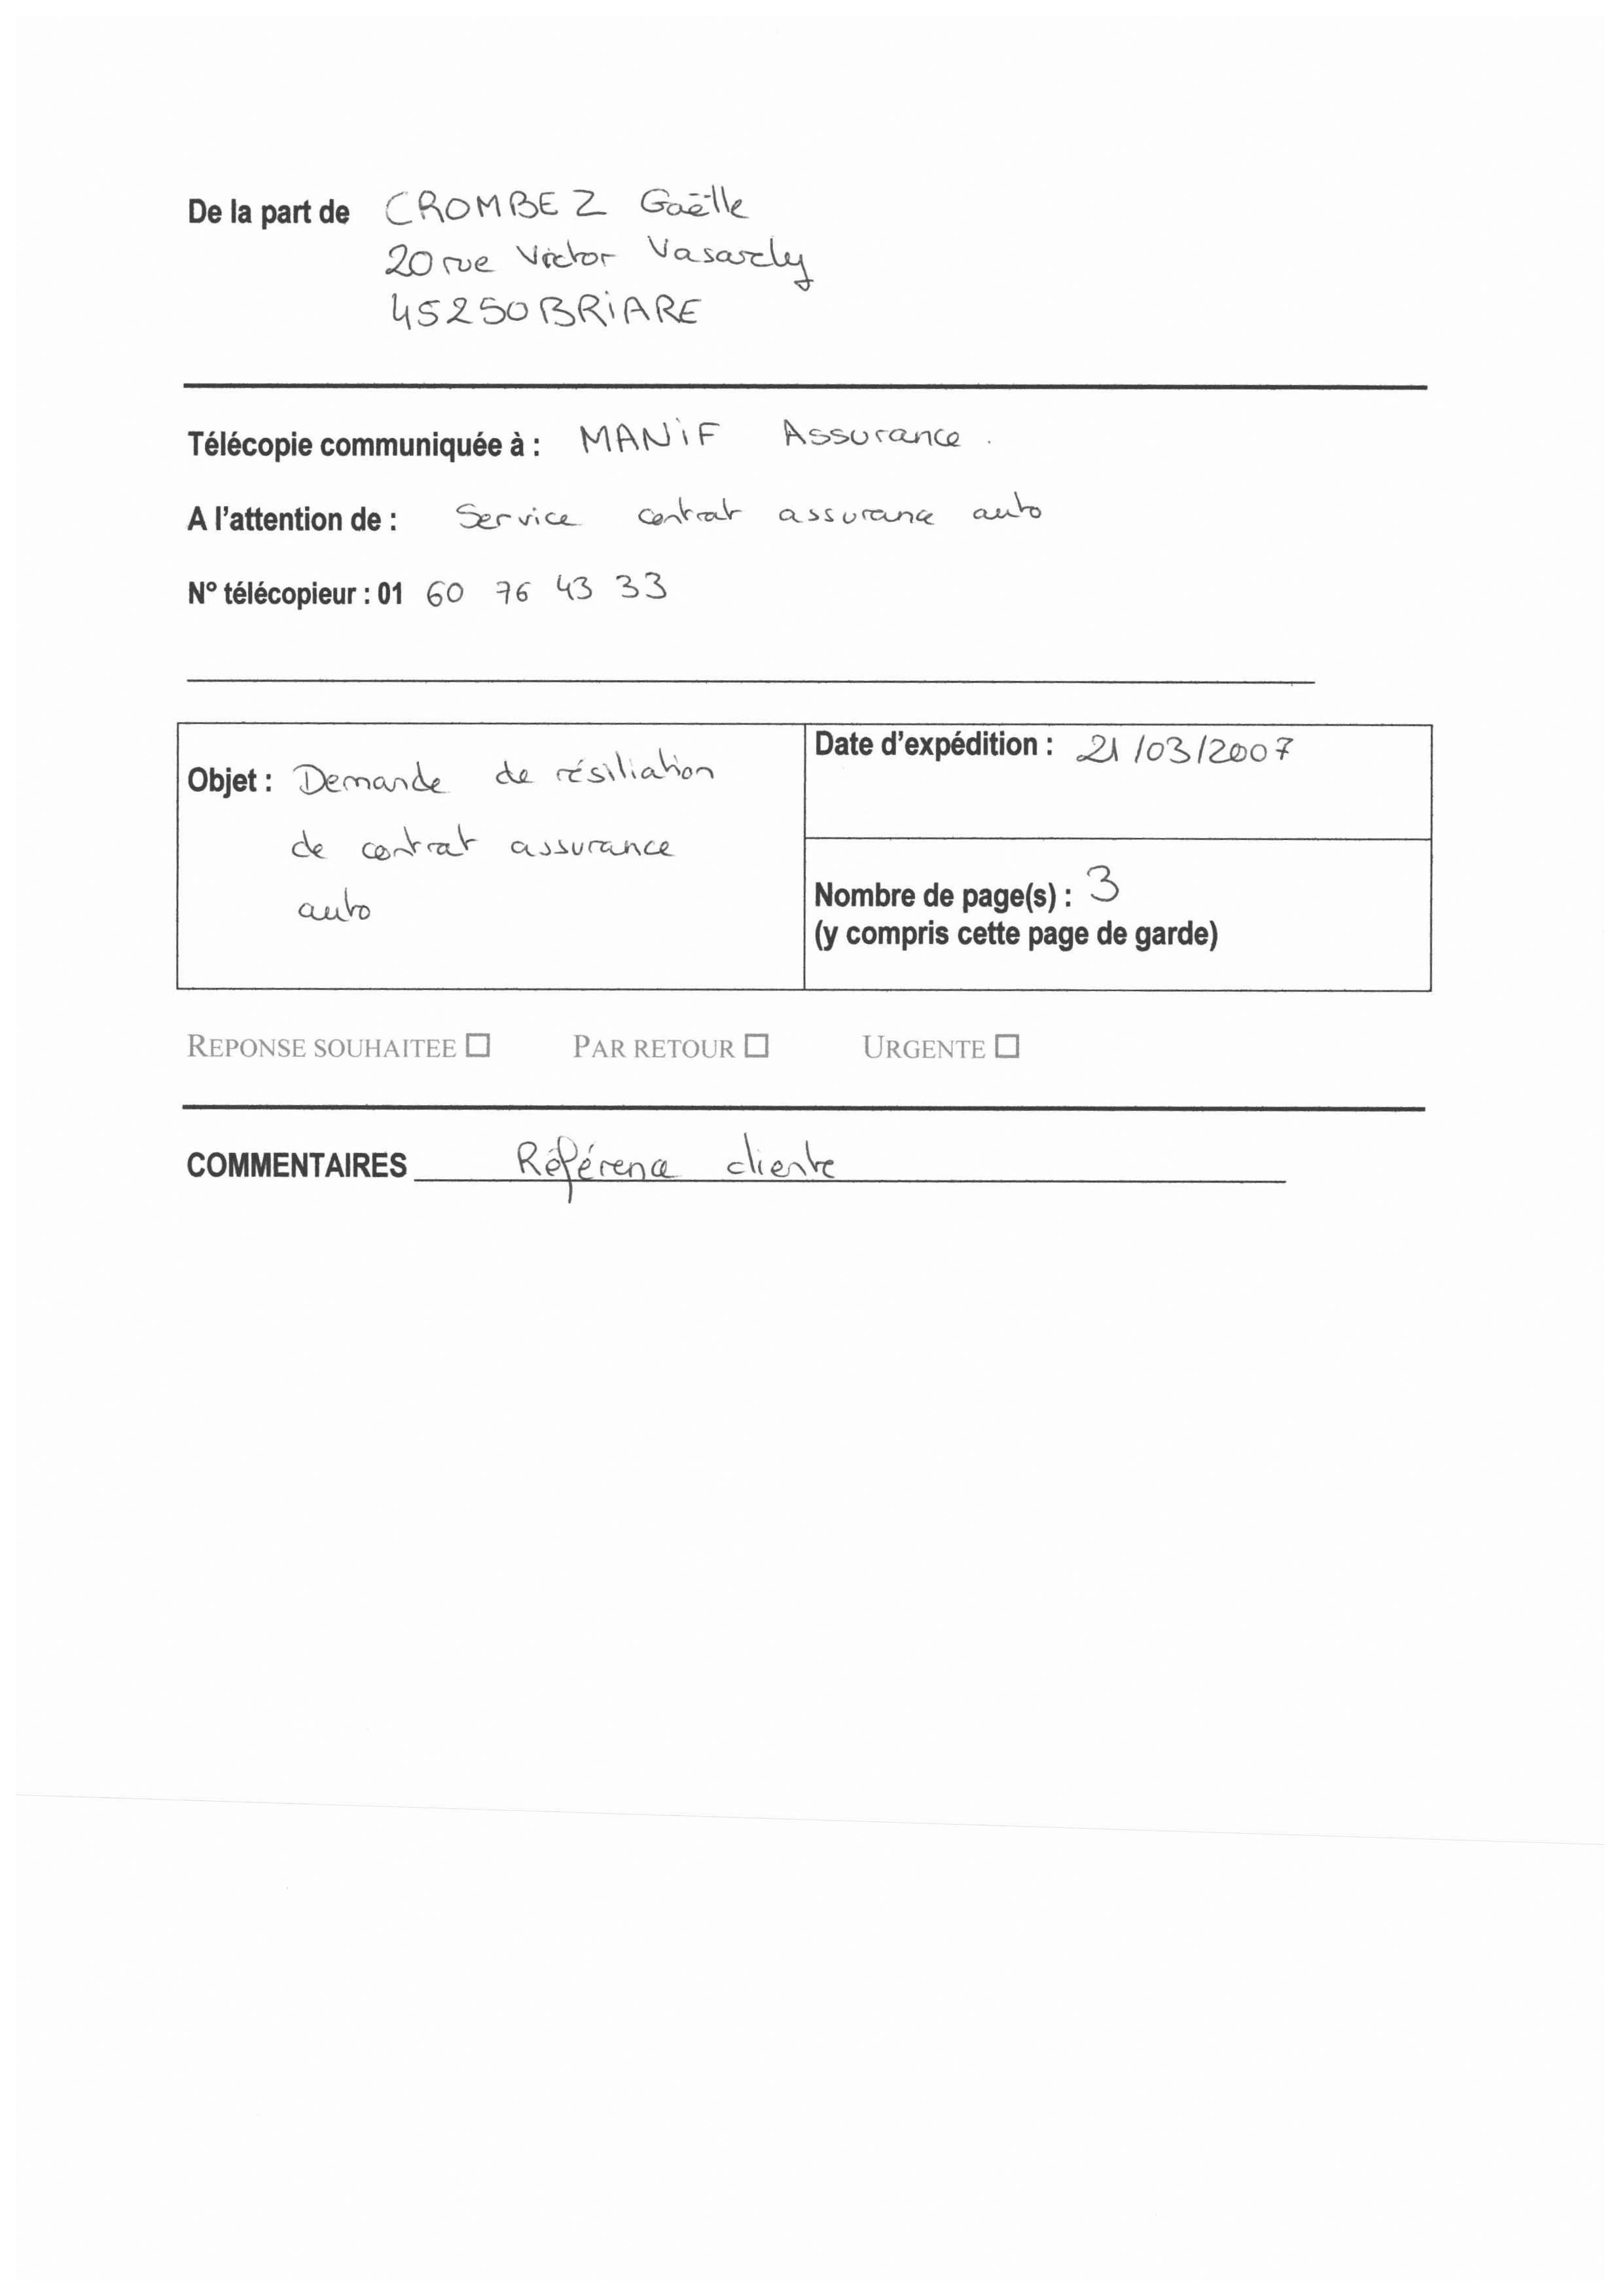 De la part de CROMBEZ Gaëlle
20 rue Victor Vasarely
45250 BRIARE
Télécopie communiquée à : MANIF Assurance.
A l'attention de : Service contrat assurance auto
N° télécopieur : 01 60 76 43 33
Objet : Demande de résiliation
de contrat assurance
auto
Date d'expédition : 21/03/2007
Nombre de page(s) : 3
(y compris cette page de garde)
REPONSE SOUHAITEE ☐ PAR RETOUR ☐ URGENTE ☐
COMMENTAIRES Référence cliente